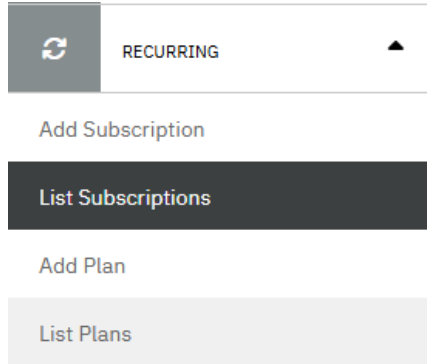 RECURRING
Add Subscription
List Subscriptions
Add Plan
List Plans